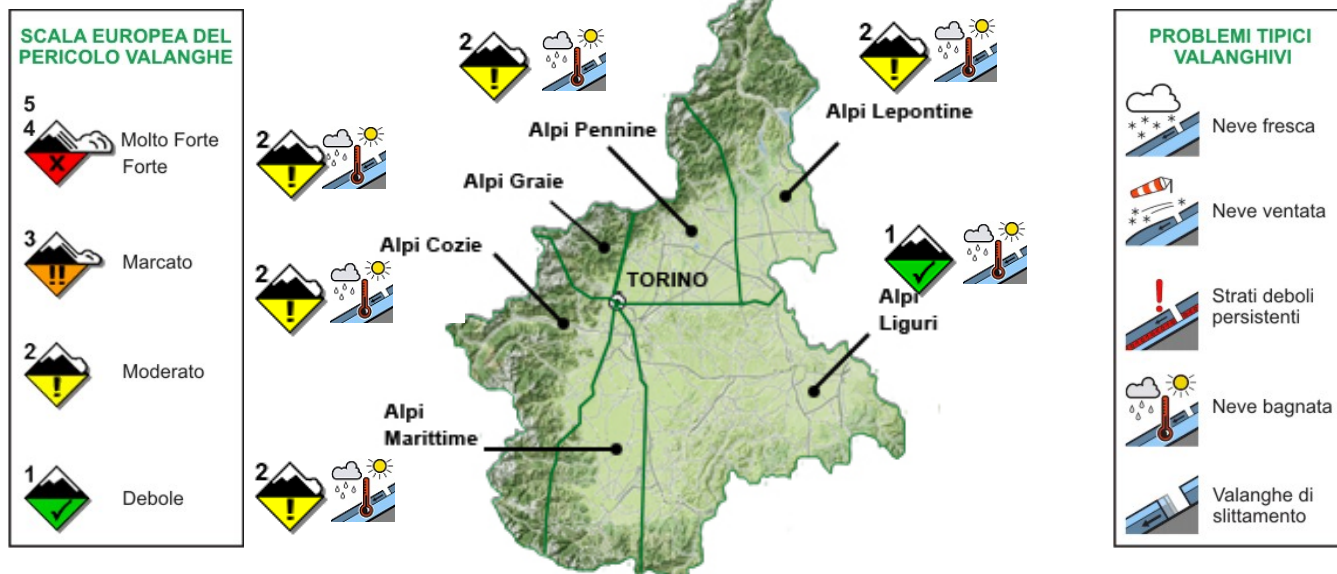 SCALA EUROPEA DEL
PERICOLO VALANGHE
5
4
Molto Forte
Forte
3
Marcato
2
Moderato
1
Debole
2
2
2
2
2
1
Alpi Lepontine
Alpi Pennine
Alpi Graie
Alpi Cozie
TORINO
Alpi
Liguri
Alpi
Marittime
PROBLEMI TIPICI
VALANGHIVI
Neve fresca
Neve ventata
Strati deboli
persistenti
Neve bagnata
Valanghe di
slittamento